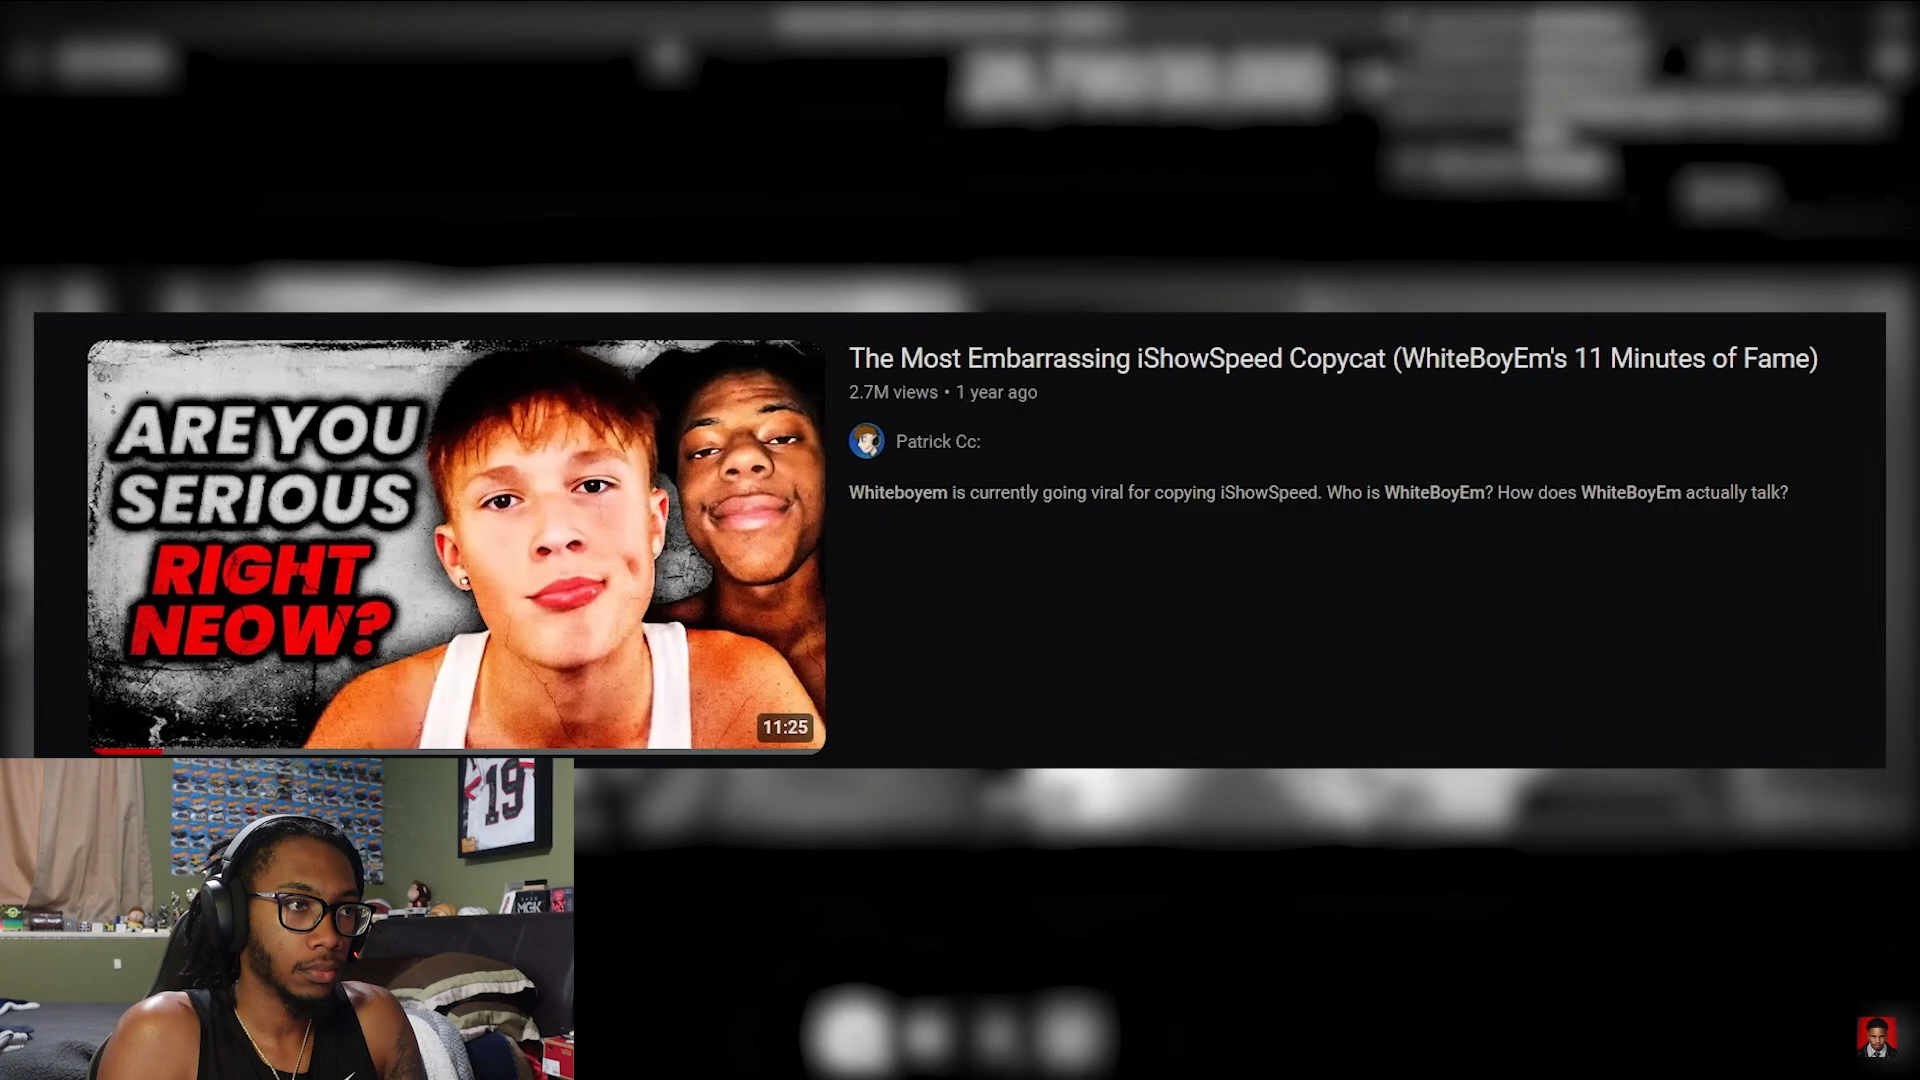 ARE YOU
SERIOUS
RIGHT
NEOW?
11:25
The Most Embarrassing iShowSpeed Copycat (WhiteBoyEm's 11 Minutes of Fame)
2.7M views • 1 year ago
Patrick Cc:
Whiteboyem is currently going viral for copying iShowSpeed. Who is WhiteBoyEm? How does WhiteBoyEm actually talk?
19
MGK